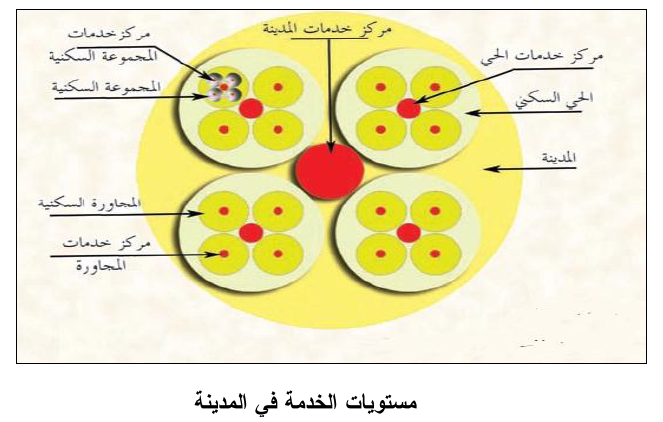 مركز خدمات المدينة
مركز خدمات
المجموعة السكنية
المجموعة السكنية
مركز خدمات الحي
الحي السكني
المدينة
المجاورة السكنية
مركز خدمات
المجاورة
مستويات الخدمة في المدينة